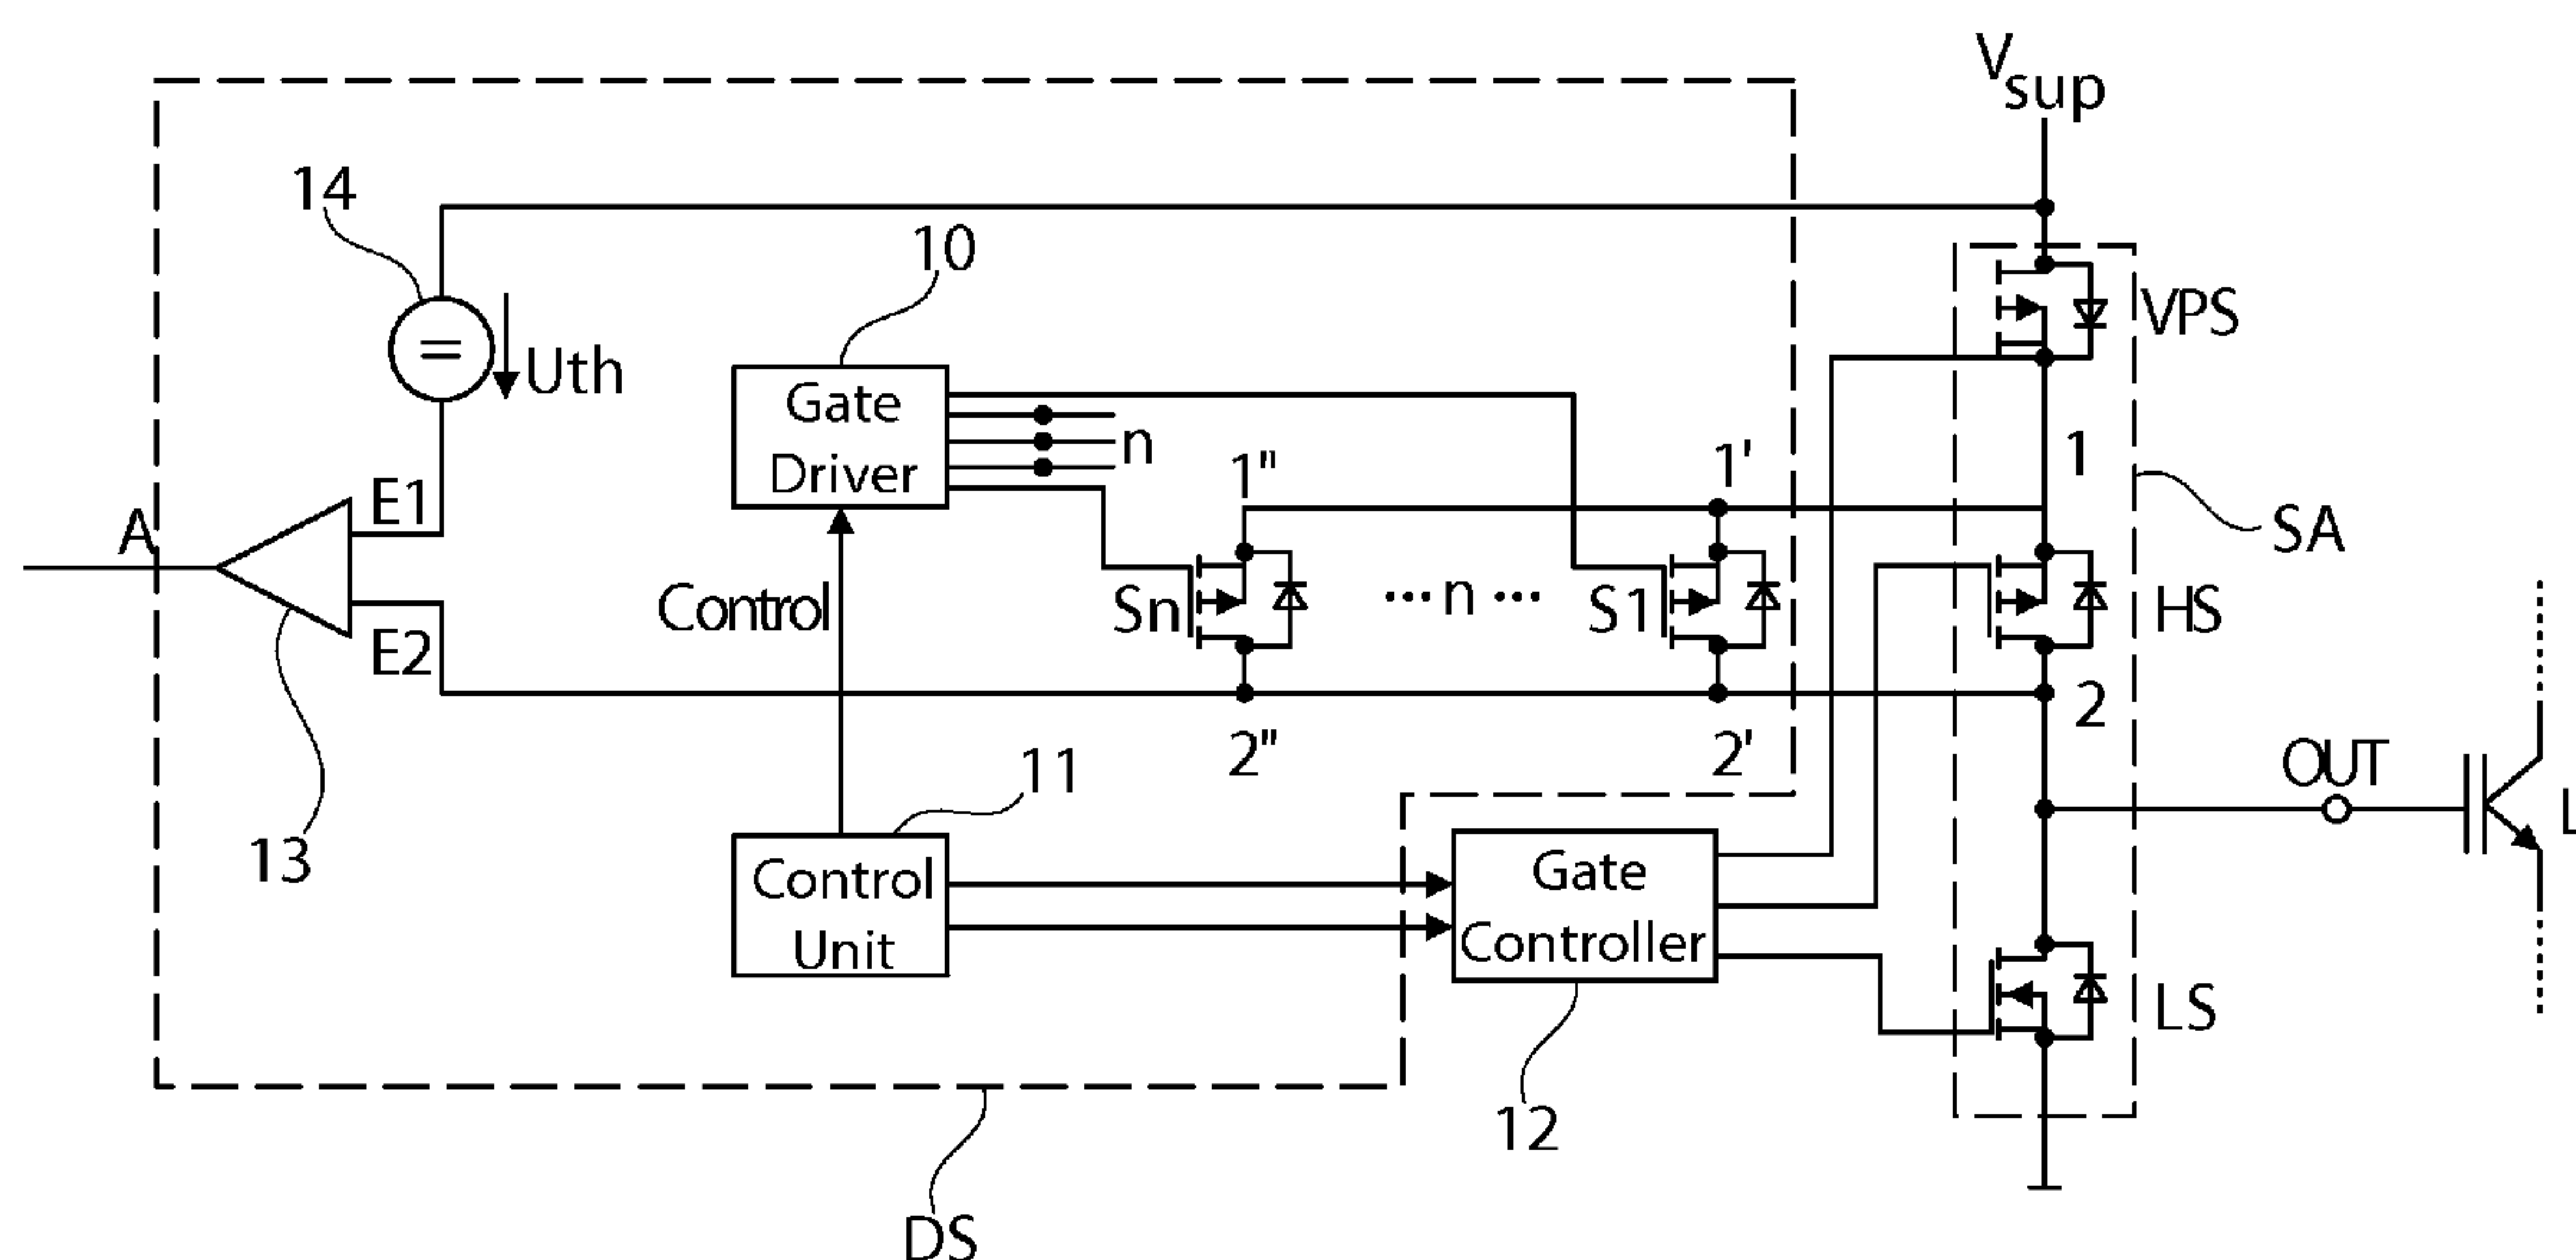 Vsup
14
10
VPS
Uth
Gate
Driver
n
1"
1'
1
SA
A
E1
E2
Control
Sn
...n...
S1
HS
2
2"
2'
OUT
L
13
11
Control
Unit
Gate
Controller
LS
12
DS
=